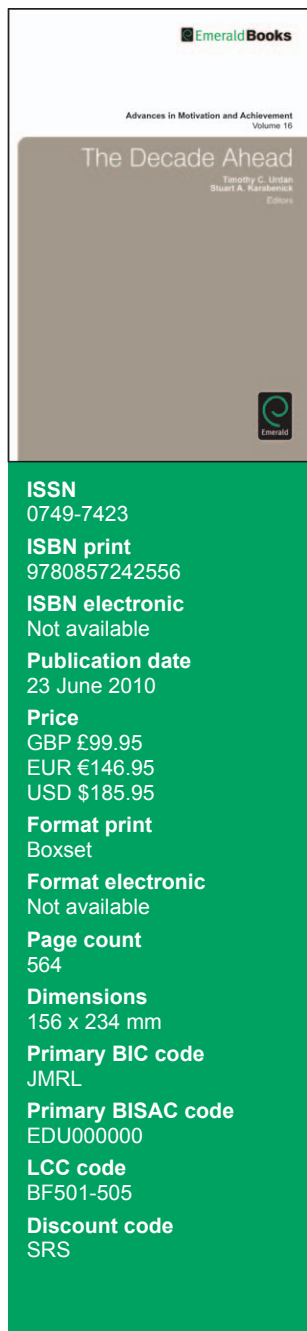 Emerald Books
Advances in Motivation and Achievement
Volume 16
The Decade Ahead
Timothy C. Urdan
Stuart A. Karabenick
Editors
Emerald
ISSN
0749-7423
ISBN print
9780857242556
ISBN electronic
Not available
Publication date
23 June 2010
Price
GBP £99.95
EUR €146.95
USD $185.95
Format print
Boxset
Format electronic
Not available
Page count
564
Dimensions
156 x 234 mm
Primary BIC code
JMRL
Primary BISAC code
EDU000000
LCC code
BF501-505
Discount code
SRS